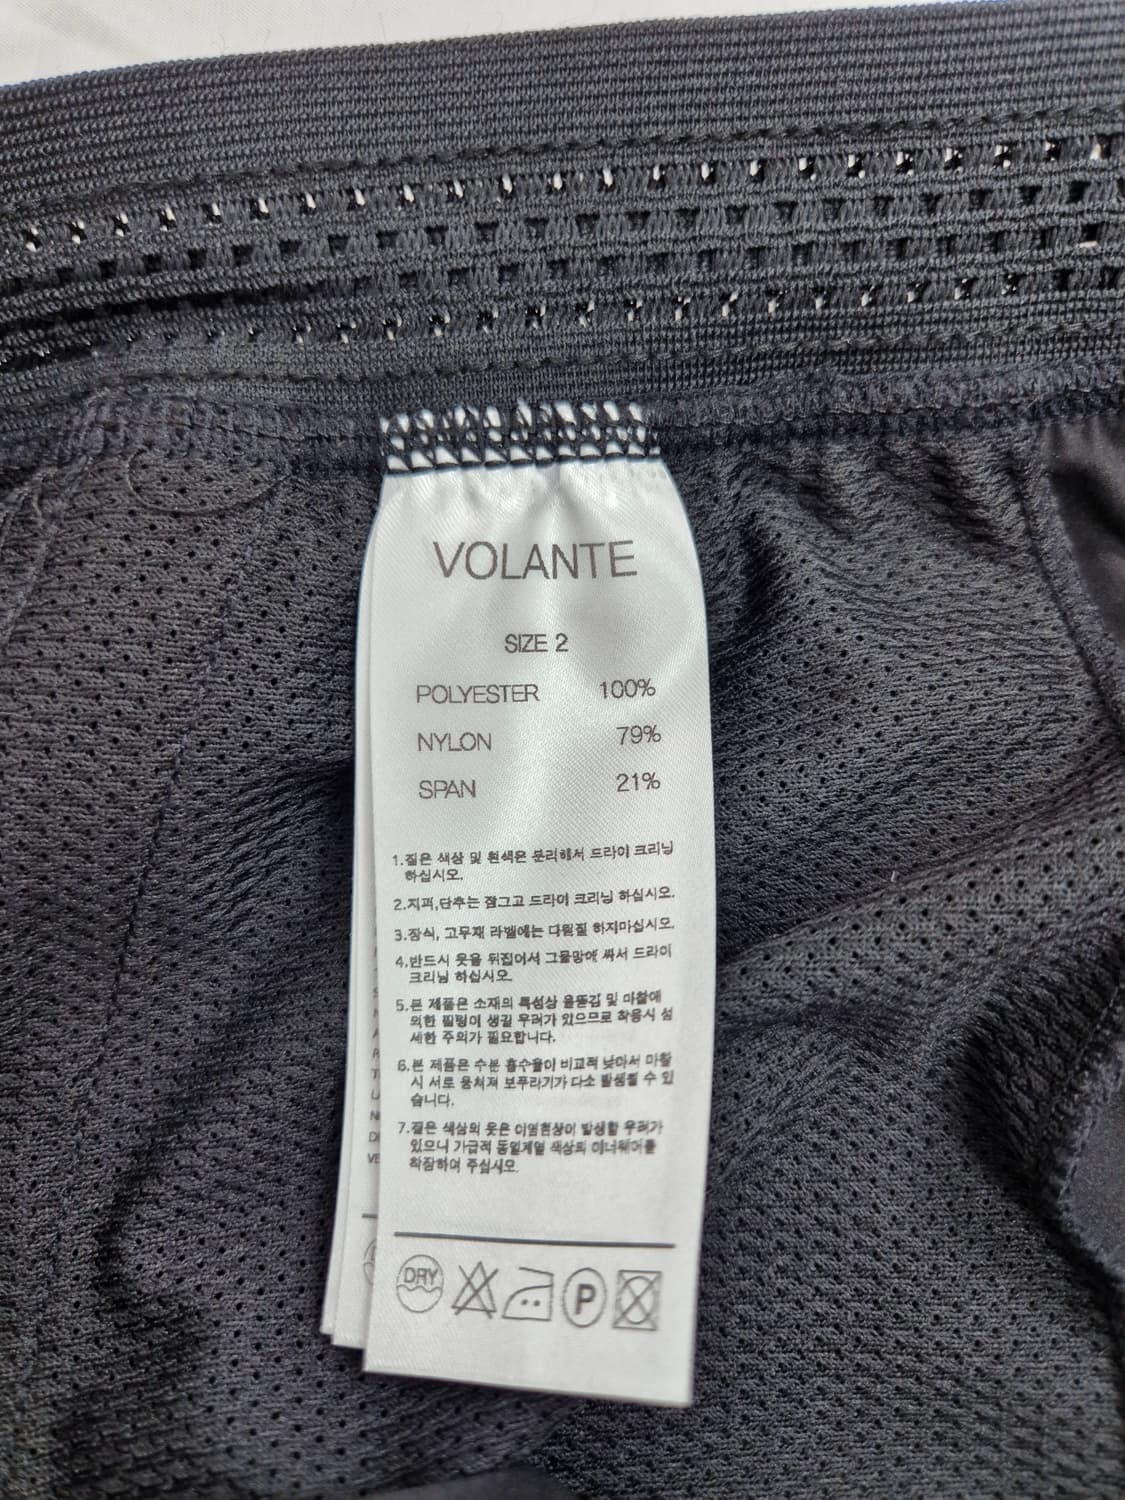 VOLANTE
SIZE 2
POLYESTER 100%
NYLON 79%
SPAN 21%
1.짙은 색상 및 흰색은 분리해서 드라이 크리닝
하십시오.
2.지퍼,단추는 잠그고 드라이 크리닝 하십시오.
3.장식, 고무재 라벨에는 다림질 하지마십시오.
4.반드시 옷을 뒤집어서 그물망에 싸서 드라이
크리닝 하십시오.
5.본 제품은 소재의 특성상 올뜯김 및 마찰에
의한 필링이 생길 우려가 있으므로 착용시 섬
세한 주의가 필요합니다.
6.본 제품은 수분 흡수율이 비교적 낮아서 마찰
시 서로 뭉쳐져 보푸라기가 다소 발생될 수 있
습니다.
7.짙은 색상의 옷은 이염현상이 발생할 우려가
있으니 가급적 동일계열 색상의 이너웨어를
착장하여 주십시오.
DRY P